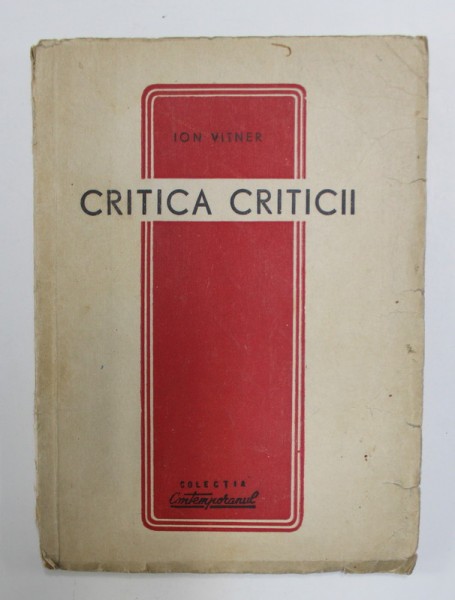 ION VITNER
CRITICA CRITICII
COLECȚIA
Contemporanul